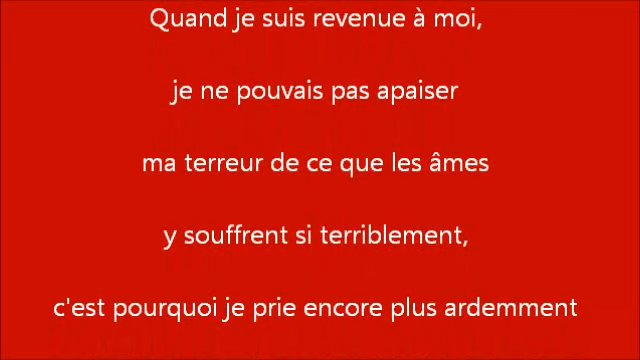 Quand je suis revenue à moi,
je ne pouvais pas apaiser
ma terreur de ce que les âmes
y souffrent si terriblement,
c'est pourquoi je prie encore plus ardemment